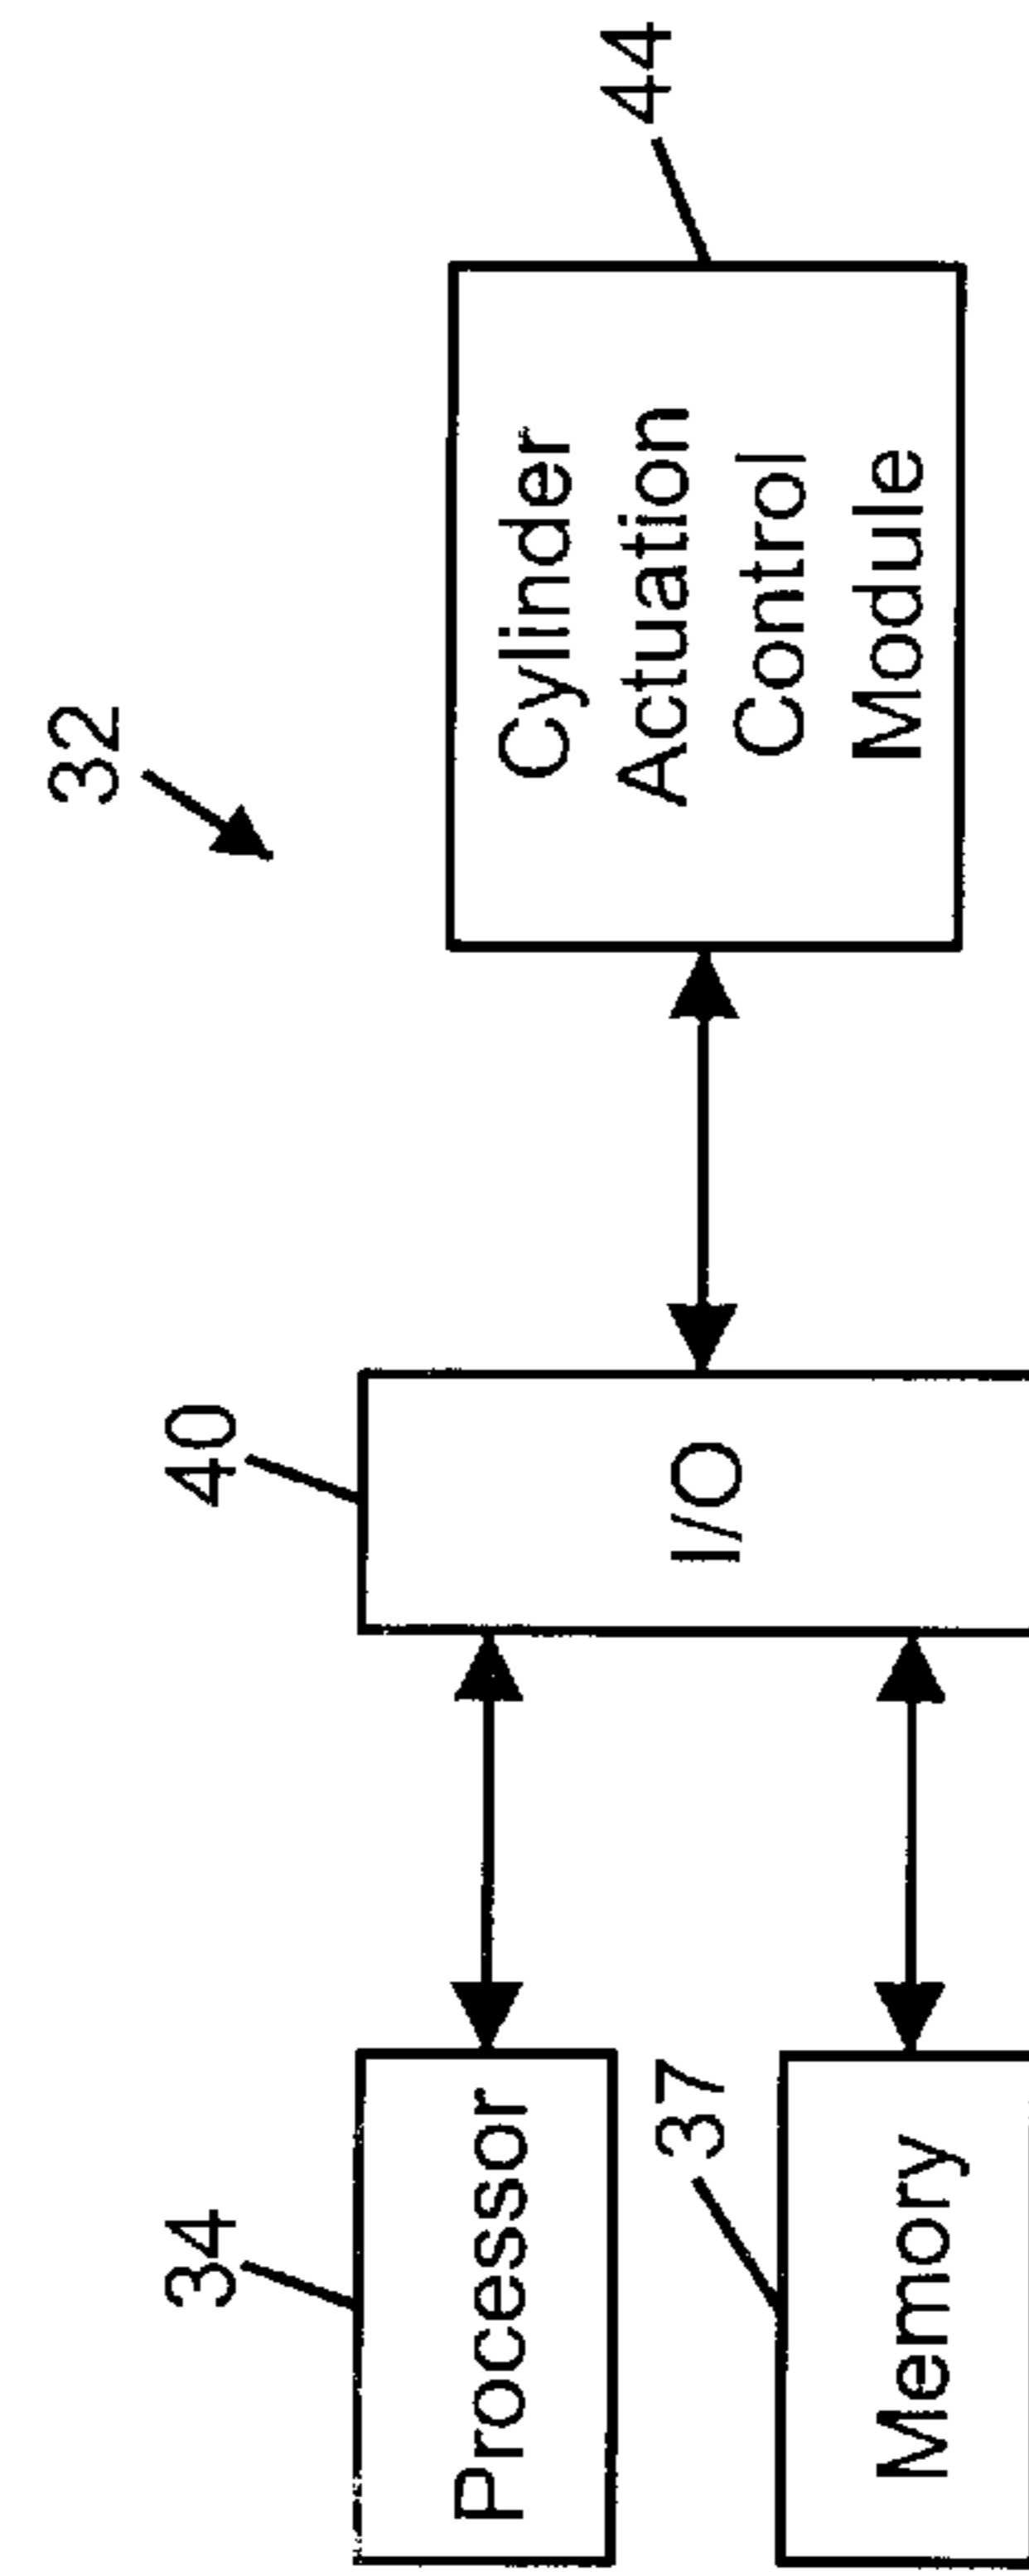 32
34
Processor
40
I/O
37
Memory
44
Cylinder
Actuation
Control
Module